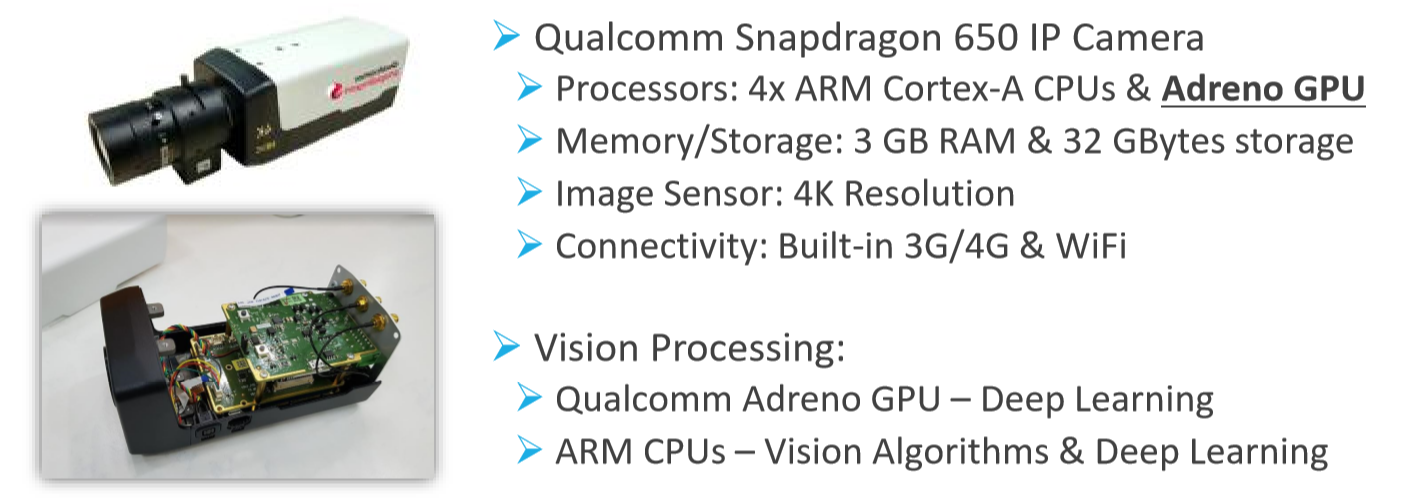 Qualcomm Snapdragon 650 IP Camera
Processors: 4x ARM Cortex-A CPUs & Adreno GPU
Memory/Storage: 3 GB RAM & 32 GBytes storage
Image Sensor: 4K Resolution
Connectivity: Built-in 3G/4G & WiFi
Vision Processing:
Qualcomm Adreno GPU – Deep Learning
ARM CPUs – Vision Algorithms & Deep Learning